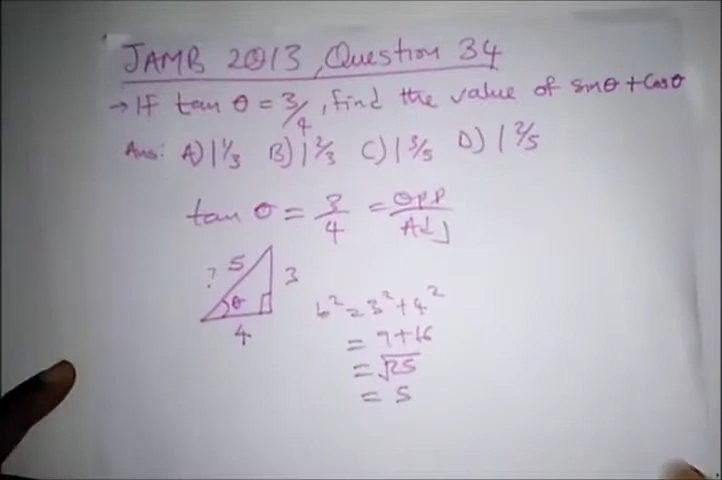 JAMB 2013, Question 34
→ If tan θ = 3/4, find the value of sinθ + Cosθ
Ans: A) 1 1/3 B) 1 2/3 C) 1 3/5 D) 1 2/5
tan θ = 3/4 = Opp/Adj
? 5 3
θ
4
b² = 3² + 4²
= 9 + 16
= √25
= 5